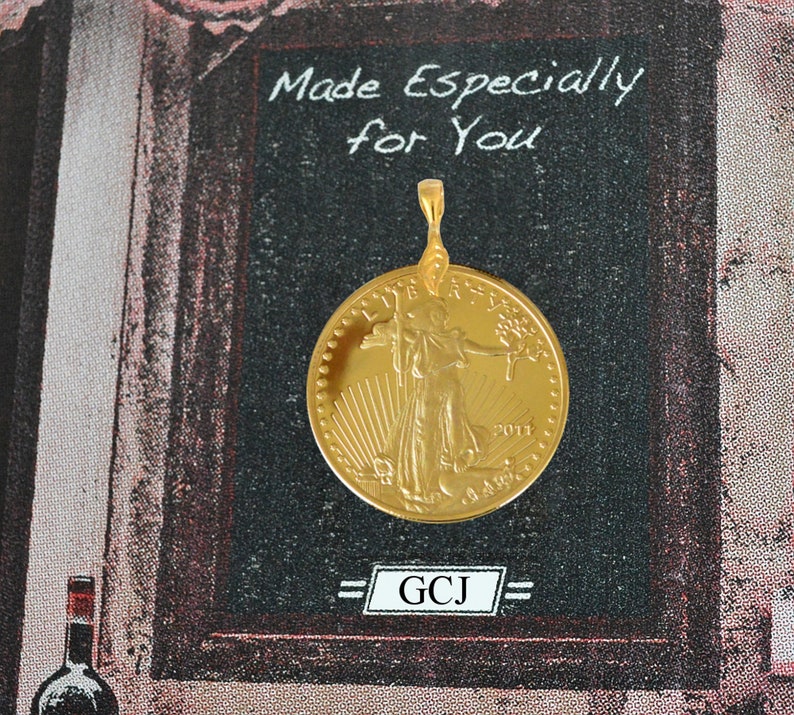 Made Especially
for You
LIBERTY
2011
GCJ